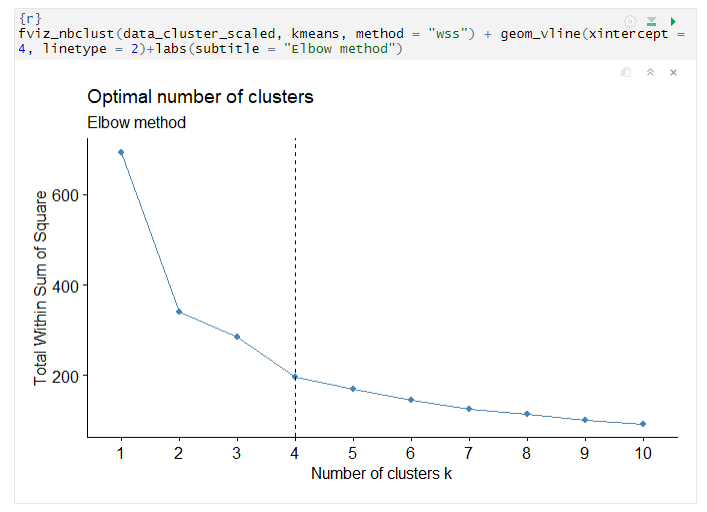 {r}
fviz_nbclust(data_cluster_scaled, kmeans, method = "wss") + geom_vline(xintercept =
4, linetype = 2)+labs(subtitle = "Elbow method")
Optimal number of clusters
Elbow method
Total Within Sum of Square
600
400
200
1 2 3 4 5 6 7 8 9 10
Number of clusters k